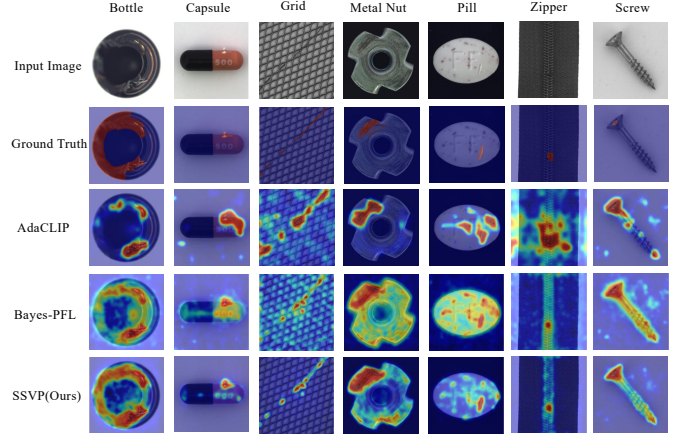 Bottle Capsule Grid Metal Nut Pill Zipper Screw
Input Image
500
FF
Ground Truth
500
AdaCLIP
Bayes-PFL
SSVP(Ours)